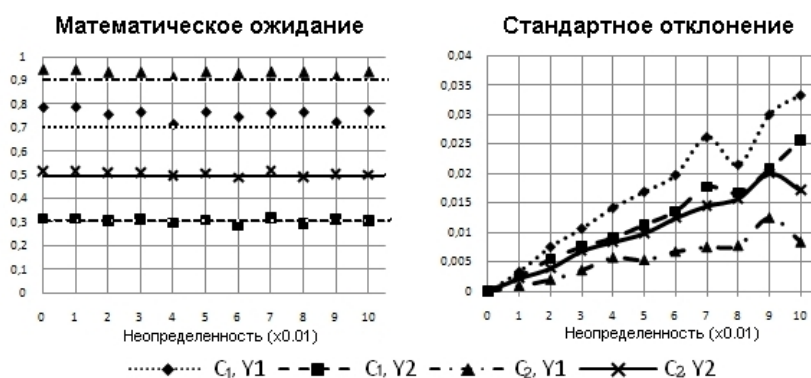 Математическое ожидание
1
0,9
0,8
0,7
0,6
0,5
0,4
0,3
0,2
0,1
0
0 1 2 3 4 5 6 7 8 9 10
Неопределенность (x0.01)
Стандартное отклонение
0,04
0,035
0,03
0,025
0,02
0,015
0,01
0,005
0
0 1 2 3 4 5 6 7 8 9 10
Неопределенность (x0.01)
C₁, Y1 C₁, Y2 C₂, Y1 C₂, Y2